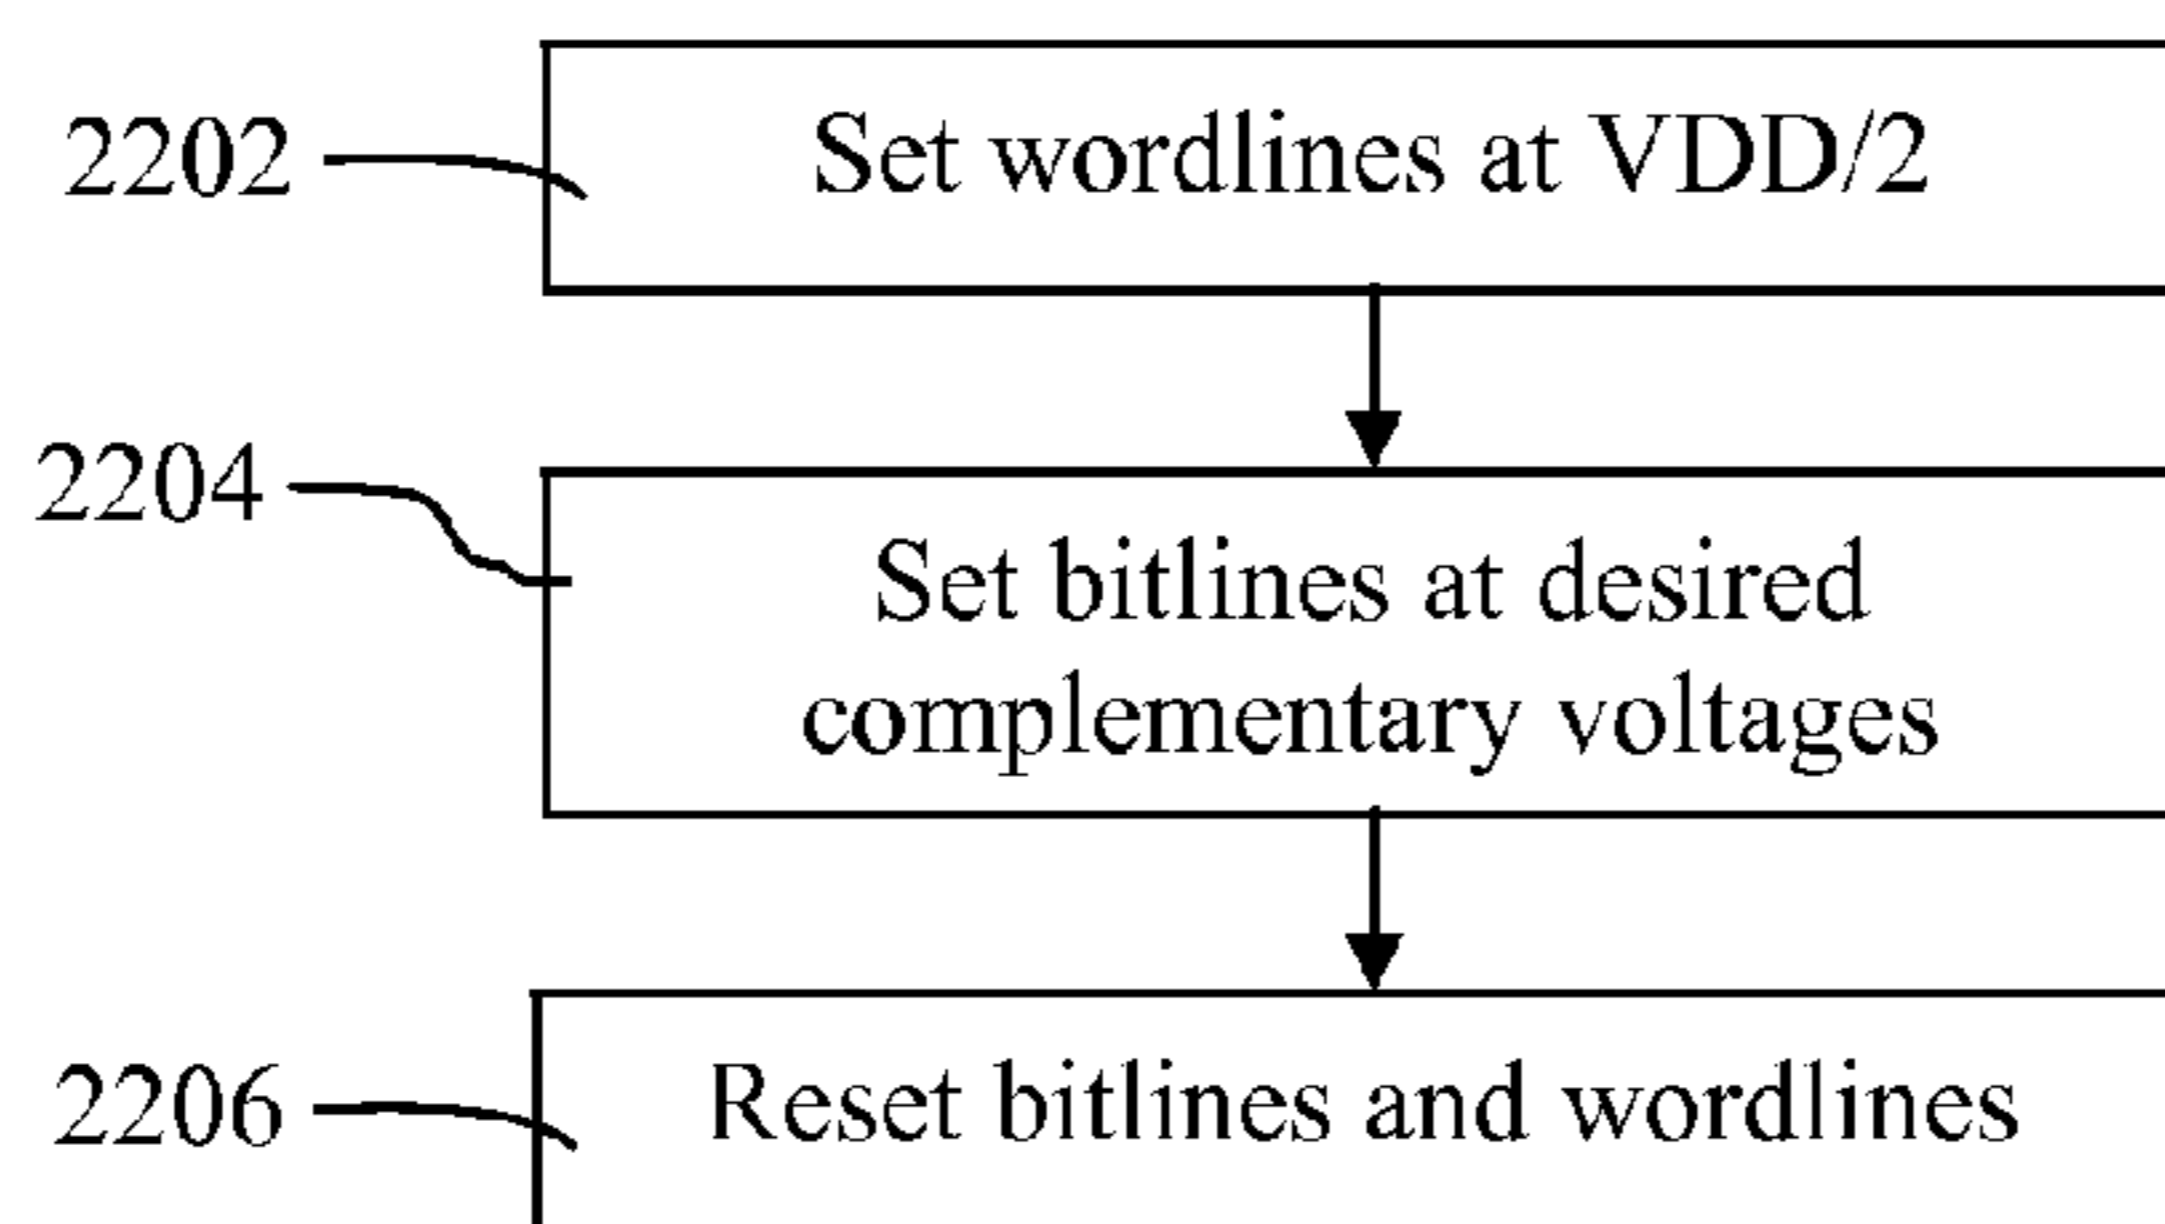 2202
Set wordlines at VDD/2
2204
Set bitlines at desired
complementary voltages
2206
Reset bitlines and wordlines